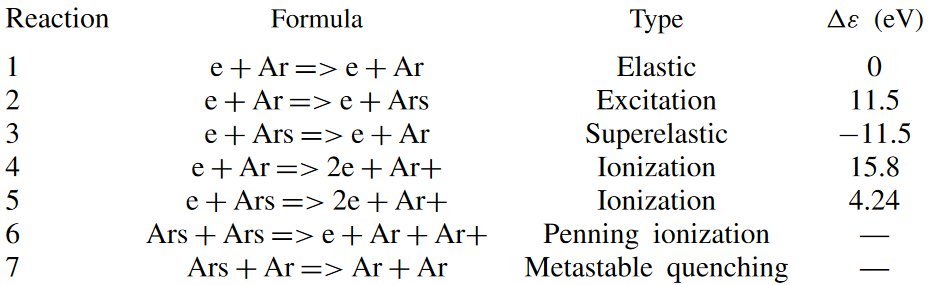 Reaction Formula Type Δε (eV)
1 e + Ar => e + Ar Elastic 0
2 e + Ar => e + Ars Excitation 11.5
3 e + Ars => e + Ar Superelastic −11.5
4 e + Ar => 2e + Ar+ Ionization 15.8
5 e + Ars => 2e + Ar+ Ionization 4.24
6 Ars + Ars => e + Ar + Ar+ Penning ionization —
7 Ars + Ar => Ar + Ar Metastable quenching —